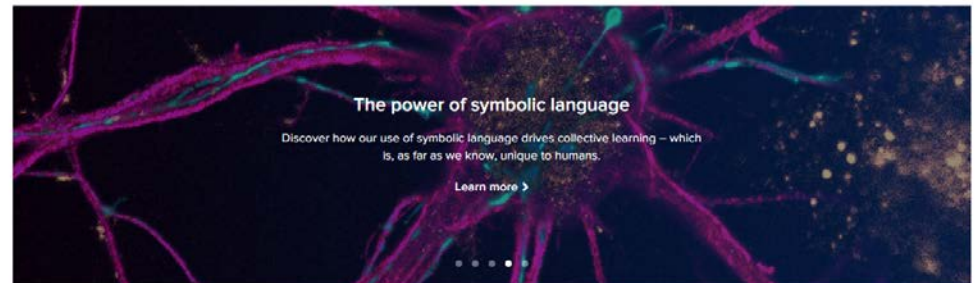 The power of symbolic language
Discover how our use of symbolic language drives collective learning – which
is, as far as we know, unique to humans.
Learn more >